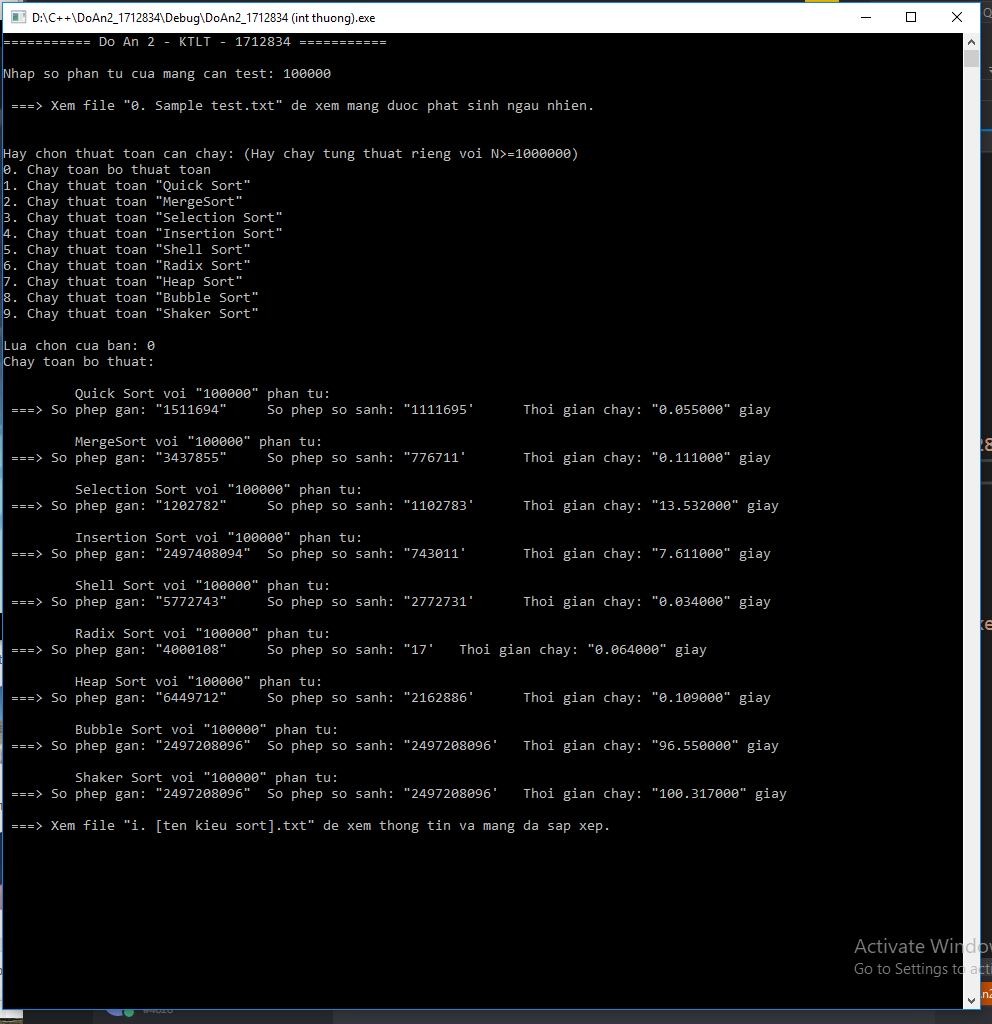 D:\C++\DoAn2_1712834\Debug\DoAn2_1712834 (int thuong).exe
=========== Do An 2 - KTLT - 1712834 ===========
Nhap so phan tu cua mang can test: 100000
===> Xem file "0. Sample test.txt" de xem mang duoc phat sinh ngau nhien.
Hay chon thuat toan can chay: (Hay chay tung thuat rieng voi N>=1000000)
0. Chay toan bo thuat toan
1. Chay thuat toan "Quick Sort"
2. Chay thuat toan "MergeSort"
3. Chay thuat toan "Selection Sort"
4. Chay thuat toan "Insertion Sort"
5. Chay thuat toan "Shell Sort"
6. Chay thuat toan "Radix Sort"
7. Chay thuat toan "Heap Sort"
8. Chay thuat toan "Bubble Sort"
9. Chay thuat toan "Shaker Sort"
Lua chon cua ban: 0
Chay toan bo thuat:
Quick Sort voi "100000" phan tu:
===> So phep gan: "1511694" So phep so sanh: "1111695' Thoi gian chay: "0.055000" giay
MergeSort voi "100000" phan tu:
===> So phep gan: "3437855" So phep so sanh: "776711' Thoi gian chay: "0.111000" giay
Selection Sort voi "100000" phan tu:
===> So phep gan: "1202782" So phep so sanh: "1102783' Thoi gian chay: "13.532000" giay
Insertion Sort voi "100000" phan tu:
===> So phep gan: "2497408094" So phep so sanh: "743011' Thoi gian chay: "7.611000" giay
Shell Sort voi "100000" phan tu:
===> So phep gan: "5772743" So phep so sanh: "2772731' Thoi gian chay: "0.034000" giay
Radix Sort voi "100000" phan tu:
===> So phep gan: "4000108" So phep so sanh: "17' Thoi gian chay: "0.064000" giay
Heap Sort voi "100000" phan tu:
===> So phep gan: "6449712" So phep so sanh: "2162886' Thoi gian chay: "0.109000" giay
Bubble Sort voi "100000" phan tu:
===> So phep gan: "2497208096" So phep so sanh: "2497208096' Thoi gian chay: "96.550000" giay
Shaker Sort voi "100000" phan tu:
===> So phep gan: "2497208096" So phep so sanh: "2497208096' Thoi gian chay: "100.317000" giay
===> Xem file "i. [ten kieu sort].txt" de xem thong tin va mang da sap xep.
Activate Windo
Go to Settings to acti